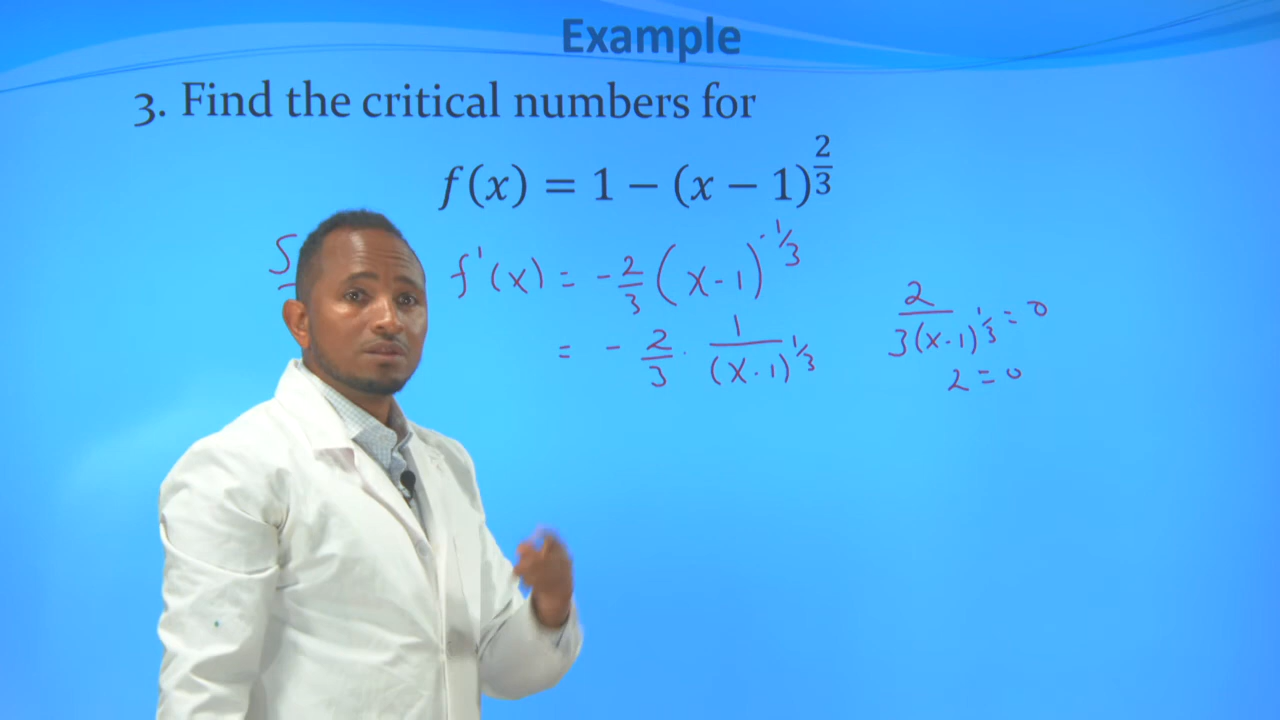 Example
3. Find the critical numbers for
f(x) = 1 − (x − 1)^{2/3}
S
f'(x) = -2/3 (x-1)^{-1/3}
= - 2/3 · 1/(x-1)^{1/3}
2/3(x-1)^{1/3} = 0
2 = 0